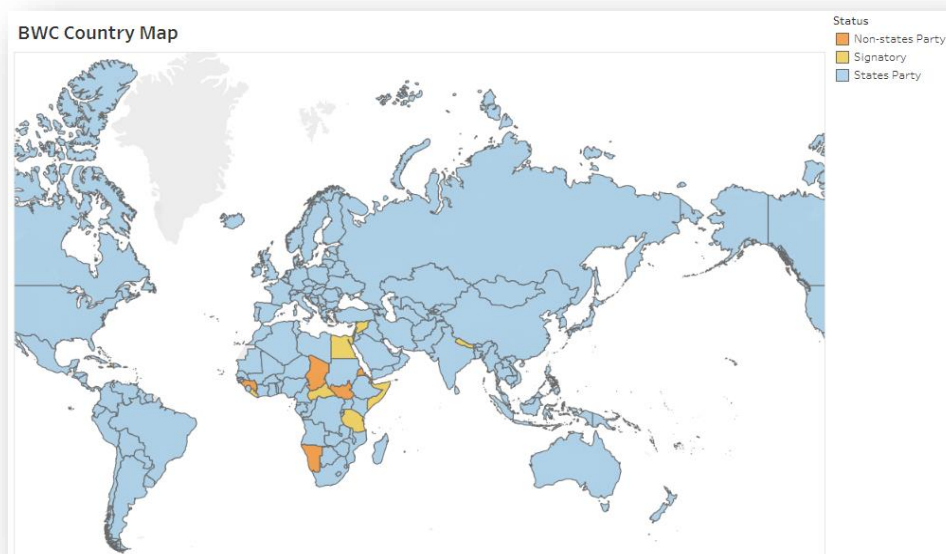 BWC Country Map
Status
Non-states Party
Signatory
States Party